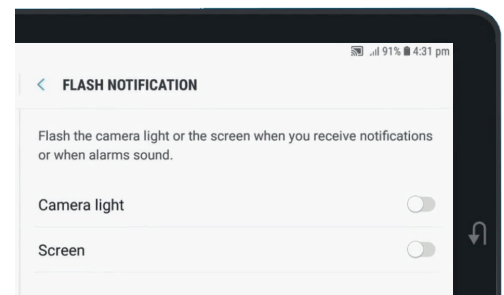 91% 4:31 pm
FLASH NOTIFICATION
Flash the camera light or the screen when you receive notifications
or when alarms sound.
Camera light
Screen